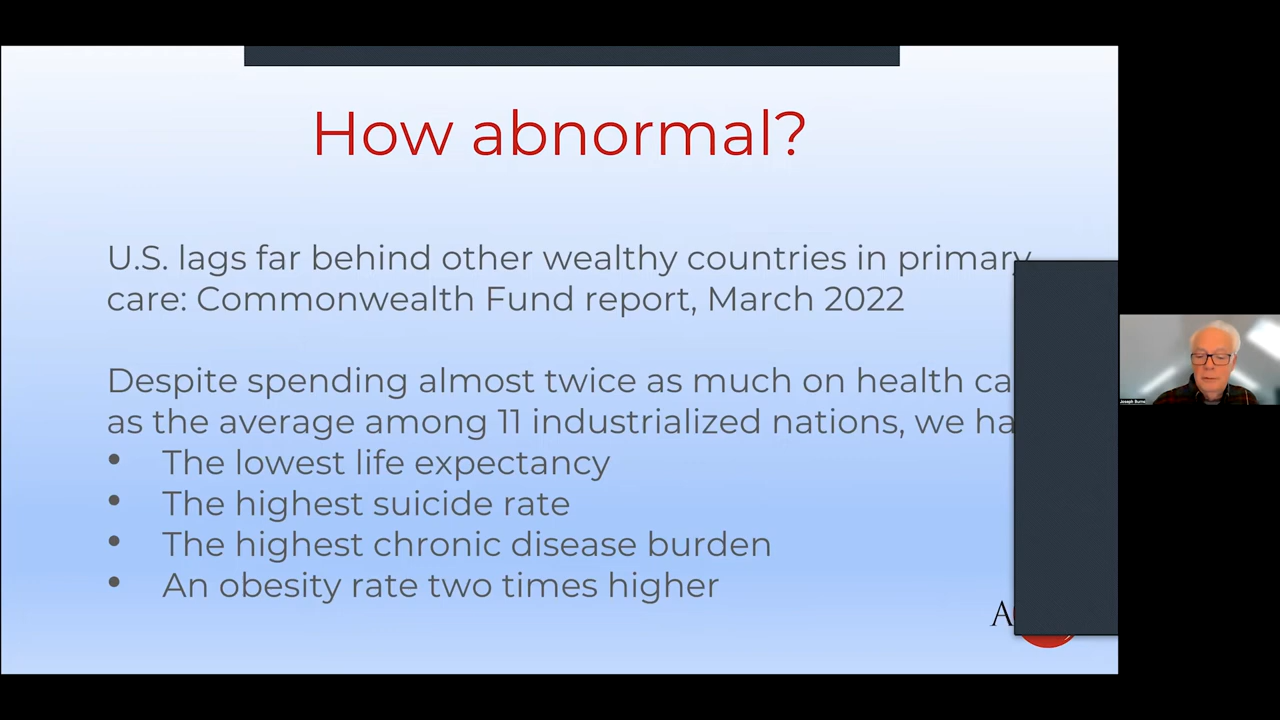 How abnormal?
U.S. lags far behind other wealthy countries in primary
care: Commonwealth Fund report, March 2022
Despite spending almost twice as much on health ca
as the average among 11 industrialized nations, we ha
• The lowest life expectancy
• The highest suicide rate
• The highest chronic disease burden
• An obesity rate two times higher
A
Joseph Burns